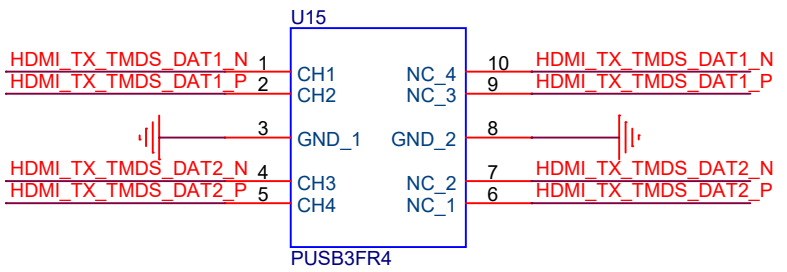 U15
HDMI_TX_TMDS_DAT1_N 1 CH1 NC_4 10 HDMI_TX_TMDS_DAT1_N
HDMI_TX_TMDS_DAT1_P 2 CH2 NC_3 9 HDMI_TX_TMDS_DAT1_P
3 GND_1 GND_2 8
HDMI_TX_TMDS_DAT2_N 4 CH3 NC_2 7 HDMI_TX_TMDS_DAT2_N
HDMI_TX_TMDS_DAT2_P 5 CH4 NC_1 6 HDMI_TX_TMDS_DAT2_P
PUSB3FR4